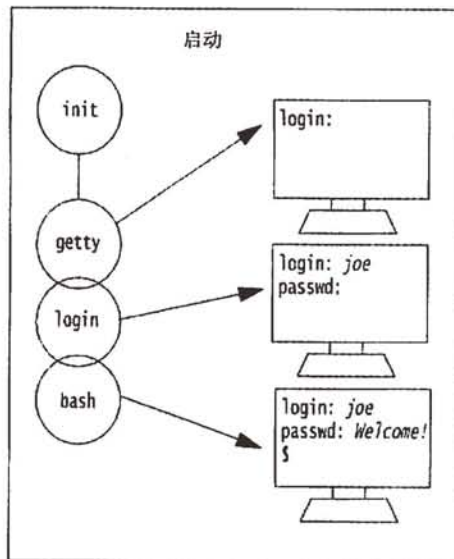 启动
init
login:
getty
login: joe
passwd:
login
bash
login: joe
passwd: Welcome!
$